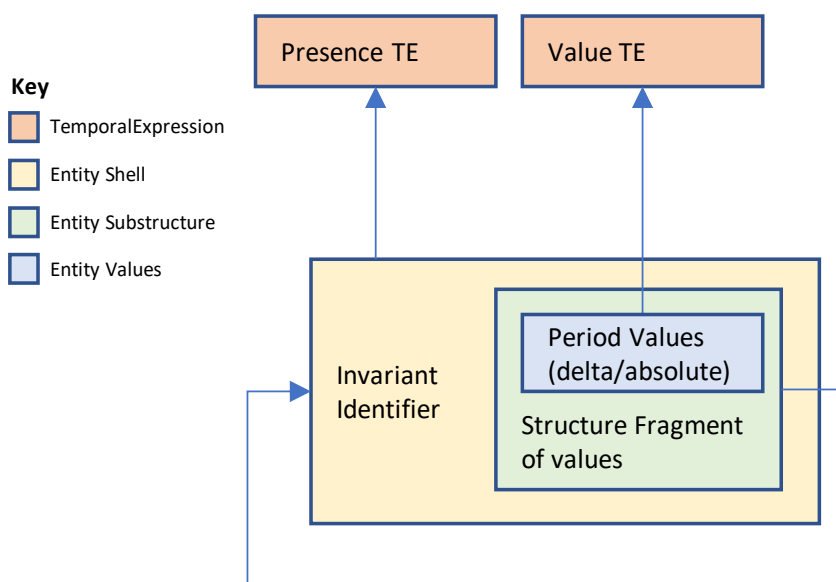 Presence TE
Value TE
Key
TemporalExpression
Entity Shell
Entity Substructure
Entity Values
Period Values
(delta/absolute)
Invariant
Identifier
Structure Fragment
of values